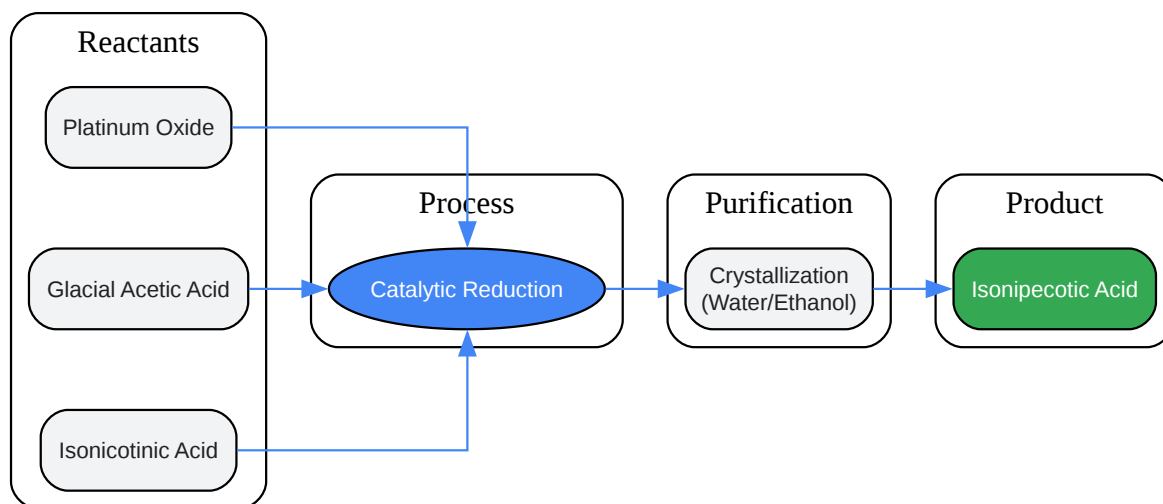 Reactants
Platinum Oxide
Glacial Acetic Acid
Isonicotinic Acid
Process
Catalytic Reduction
Purification
Crystallization
(Water/Ethanol)
Product
Isonipecotic Acid